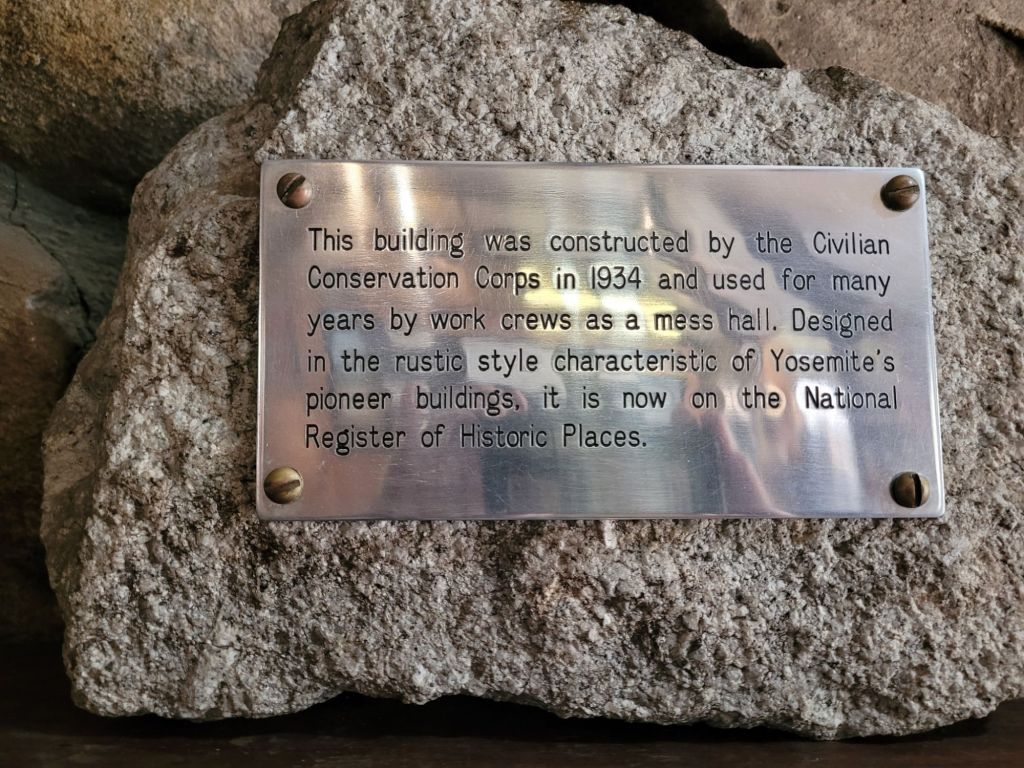 This building was constructed by the Civilian
Conservation Corps in 1934 and used for many
years by work crews as a mess hall. Designed
in the rustic style characteristic of Yosemite's
pioneer buildings, it is now on the National
Register of Historic Places.